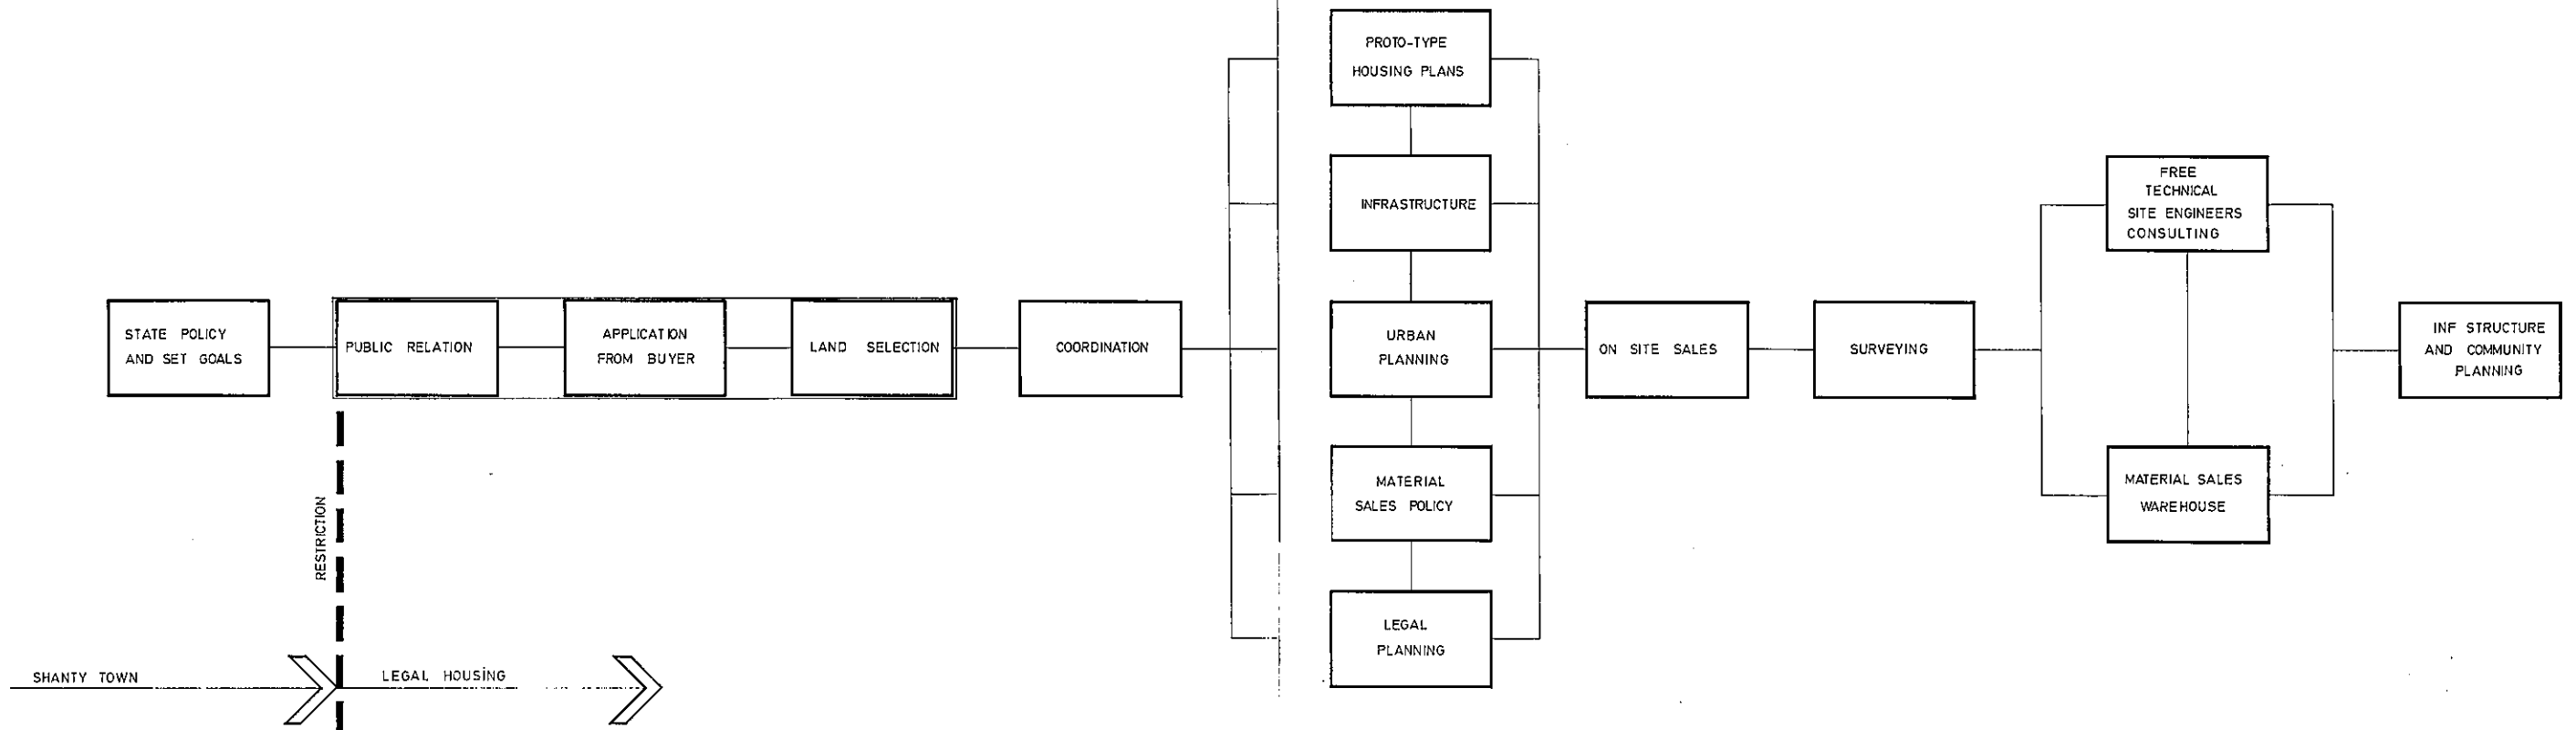 STATE POLICY
AND SET GOALS
PUBLIC RELATION
APPLICATION
FROM BUYER
LAND SELECTION
COORDINATION
PROTO-TYPE
HOUSING PLANS
INFRASTRUCTURE
URBAN
PLANNING
MATERIAL
SALES POLICY
LEGAL
PLANNING
ON SITE SALES
SURVEYING
FREE
TECHNICAL
SITE ENGINEERS
CONSULTING
MATERIAL SALES
WAREHOUSE
INF STRUCTURE
AND COMMUNITY
PLANNING
RESTRICTION
SHANTY TOWN
LEGAL HOUSİNG